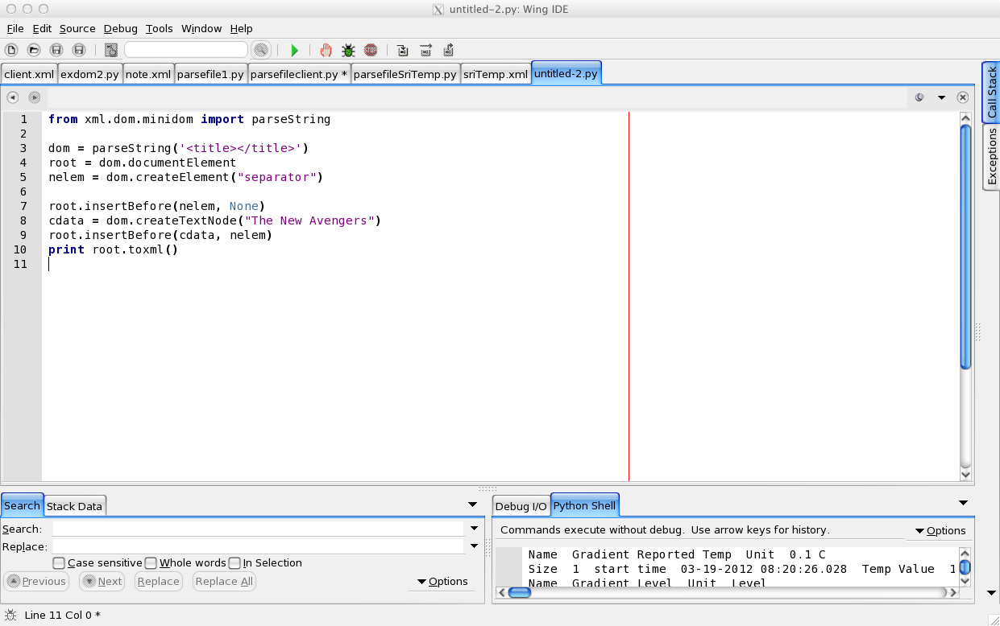 untitled-2.py: Wing IDE
File Edit Source Debug Tools Window Help
client.xml exdom2.py note.xml parsefile1.py parsefileclient.py * parsefileSriTemp.py sriTemp.xml untitled-2.py
Call Stack
Exceptions
1 from xml.dom.minidom import parseString
2
3 dom = parseString('<title></title>')
4 root = dom.documentElement
5 nelem = dom.createElement("separator")
6
7 root.insertBefore(nelem, None)
8 cdata = dom.createTextNode("The New Avengers")
9 root.insertBefore(cdata, nelem)
10 print root.toxml()
11
Search Stack Data
Search:
Replace:
Case sensitive Whole words In Selection
Previous Next Replace Replace All Options
Debug I/O Python Shell
Commands execute without debug. Use arrow keys for history. Options
Name Gradient Reported Temp Unit 0.1 C
Size 1 start time 03-19-2012 08:20:26.028 Temp Value 1
Name Gradient Level Unit Level
Line 11 Col 0 *